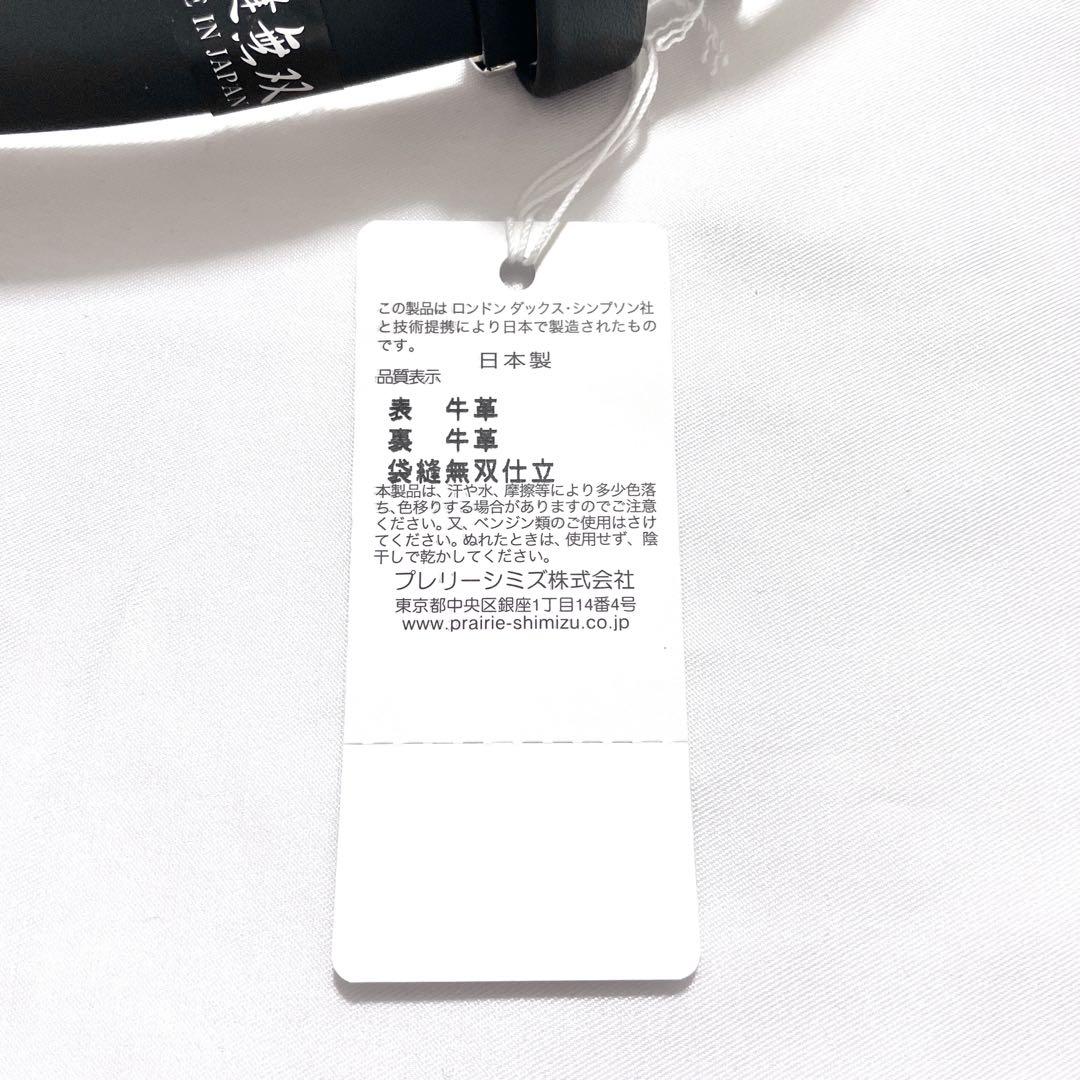 無双
E IN JAPAN
この製品は ロンドン ダックス・シンプソン社
と技術提携により日本で製造されたもの
です。
日本製
品質表示
表 牛革
裏 牛革
袋縫無双仕立
本製品は、汗や水、摩擦等により多少色落
ち、色移りする場合がありますのでご注意
ください。又、ベンジン類のご使用はさけ
てください。ぬれたときは、使用せず、陰
干しで乾かしてください。
プレリーシミズ株式会社
東京都中央区銀座1丁目14番4号
www.prairie-shimizu.co.jp